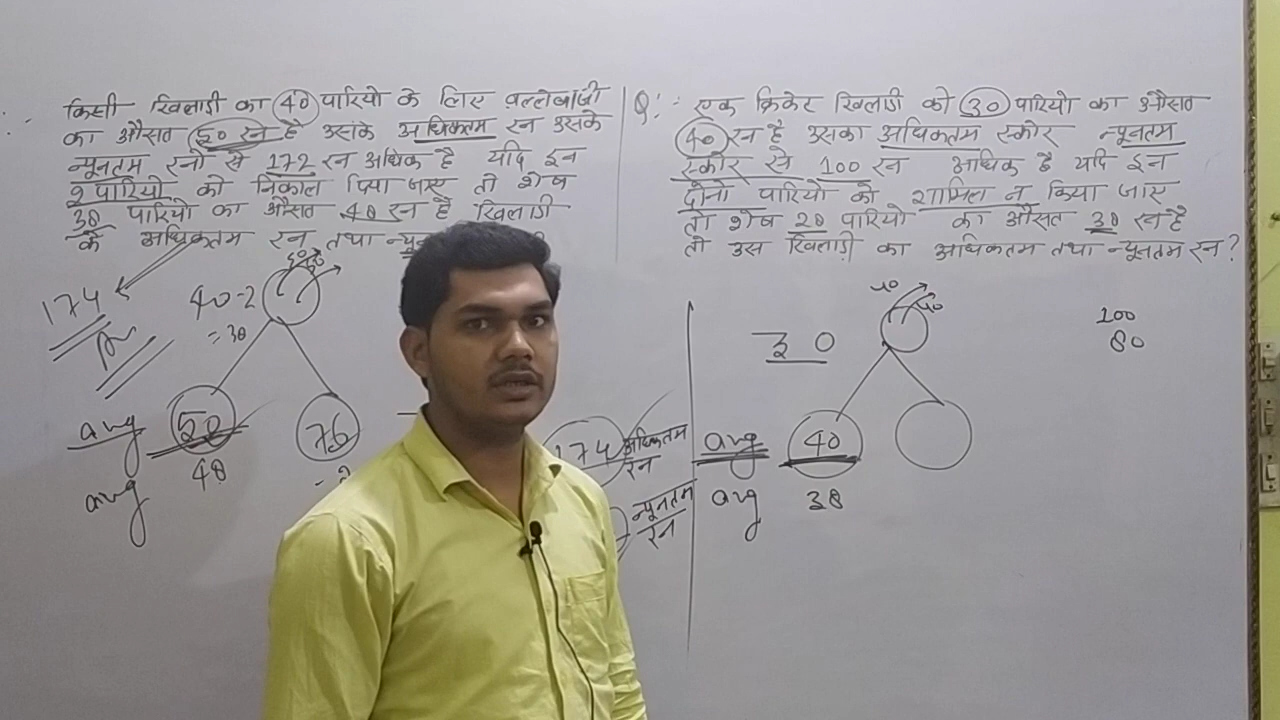 किसी खिलाडी का 40 पारियो के लिए वल्लेबाजी
का औसत 50 रन है उसके अधिकतम रन उसके
न्यूनतम रनो से 172 रन अधिक है यदि इन
2 पारियो को निकाल दिया जाए तो शेष
38 पारियो का औसत 48 रन है खिलाडी
के अधिकतम रन तथा
174
40-2
= 38
avg 50 76
avg 48
174 अधिकतम रन
न्यूनतम रन
Q:: एक क्रिकेट खिलाडी की 30 पारियो का औसत
40 रन है उसका अधिकतम स्कोर न्यूनतम
स्कोर से 100 रन अधिक है यदि इन
दोनो पारियो को शामिल न किया जाए
तो शेष 28 पारियो का औसत 38 रन है
तो उस खिलाड़ी का अधिकतम तथा न्यूनतम रन?
30
100
80
avg 40
avg 38